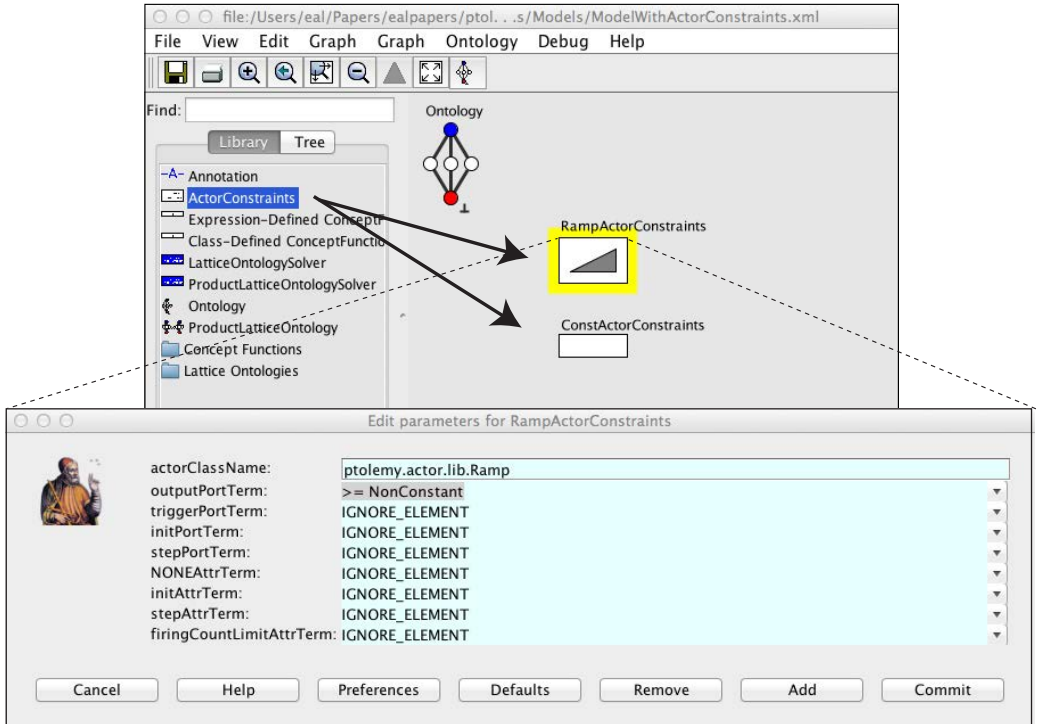 file:/Users/eal/Papers/ealpapers/ptol. . .s/Models/ModelWithActorConstraints.xml
File View Edit Graph Graph Ontology Debug Help
Find:
Library Tree
-A- Annotation
ActorConstraints
Expression-Defined ConceptF
Class-Defined ConceptFunctio
LatticeOntologySolver
ProductLatticeOntologySolver
Ontology
ProductLatticeOntology
Concept Functions
Lattice Ontologies
Ontology
⊥
RampActorConstraints
ConstActorConstraints
Edit parameters for RampActorConstraints
actorClassName: ptolemy.actor.lib.Ramp
outputPortTerm: >= NonConstant
triggerPortTerm: IGNORE_ELEMENT
initPortTerm: IGNORE_ELEMENT
stepPortTerm: IGNORE_ELEMENT
NONEAttrTerm: IGNORE_ELEMENT
initAttrTerm: IGNORE_ELEMENT
stepAttrTerm: IGNORE_ELEMENT
firingCountLimitAttrTerm: IGNORE_ELEMENT
Cancel Help Preferences Defaults Remove Add Commit